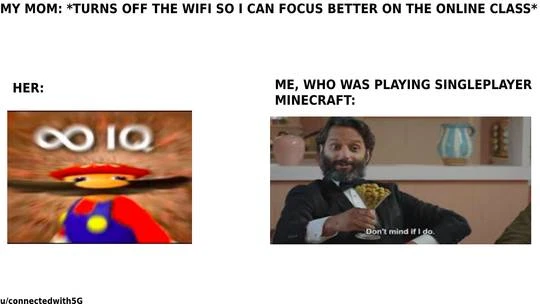 MY MOM: *TURNS OFF THE WIFI SO I CAN FOCUS BETTER ON THE ONLINE CLASS*
HER:
ME, WHO WAS PLAYING SINGLEPLAYER
MINECRAFT:
∞ IQ
Don't mind if I do.
u/connectedwith5G